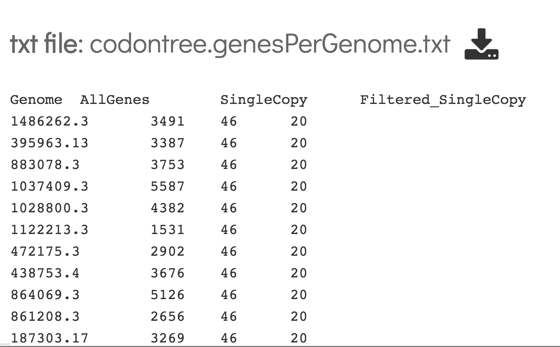 txt file: codontree.genesPerGenome.txt
Genome AllGenes SingleCopy Filtered_SingleCopy
1486262.3 3491 46 20
395963.13 3387 46 20
883078.3 3753 46 20
1037409.3 5587 46 20
1028800.3 4382 46 20
1122213.3 1531 46 20
472175.3 2902 46 20
438753.4 3676 46 20
864069.3 5126 46 20
861208.3 2656 46 20
187303.17 3269 46 20